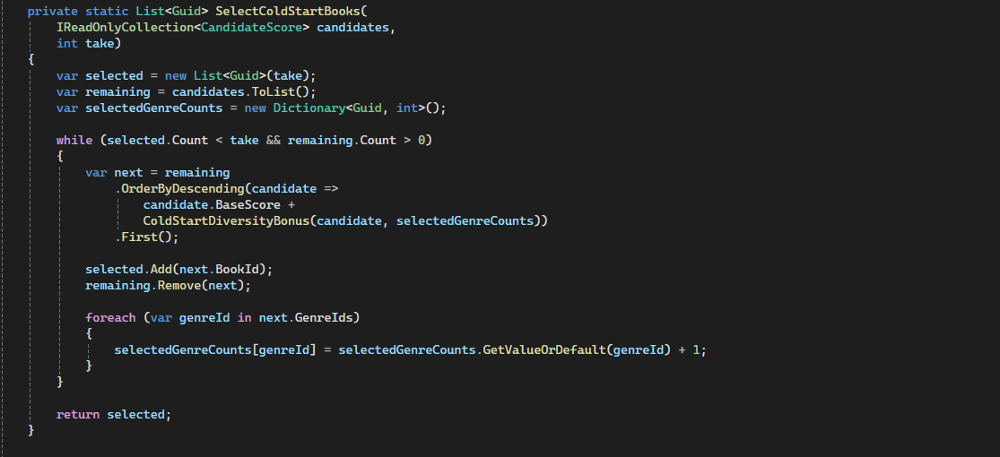 private static List<Guid> SelectColdStartBooks(
    IReadOnlyCollection<CandidateScore> candidates,
    int take)
{
    var selected = new List<Guid>(take);
    var remaining = candidates.ToList();
    var selectedGenreCounts = new Dictionary<Guid, int>();

    while (selected.Count < take && remaining.Count > 0)
    {
        var next = remaining
            .OrderByDescending(candidate =>
                candidate.BaseScore +
                ColdStartDiversityBonus(candidate, selectedGenreCounts))
            .First();

        selected.Add(next.BookId);
        remaining.Remove(next);

        foreach (var genreId in next.GenreIds)
        {
            selectedGenreCounts[genreId] = selectedGenreCounts.GetValueOrDefault(genreId) + 1;
        }
    }

    return selected;
}